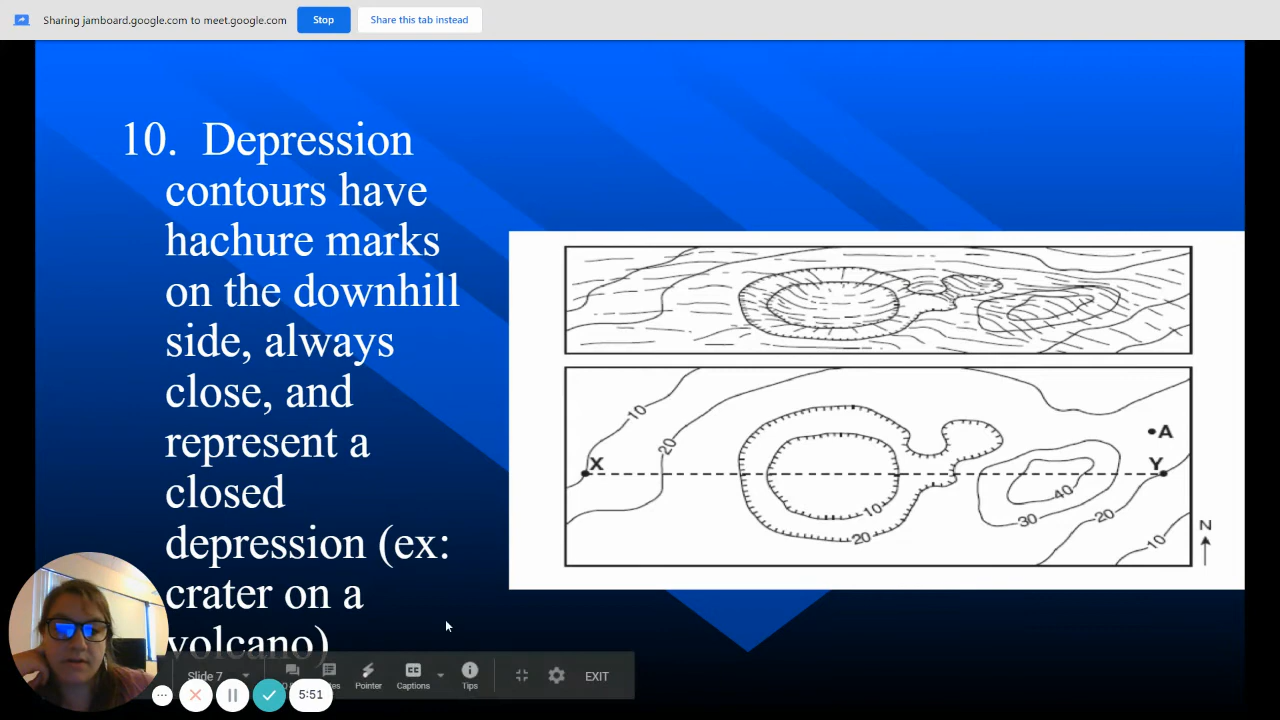 Sharing jamboard.google.com to meet.google.com
Stop
Share this tab instead
10. Depression
contours have
hachure marks
on the downhill
side, always
close, and
represent a
closed
depression (ex:
crater on a
volcano)
10
20
X
10
20
40
30
20
10
A
Y
N
Slide 7
Pointer
Captions
Tips
EXIT
5:51